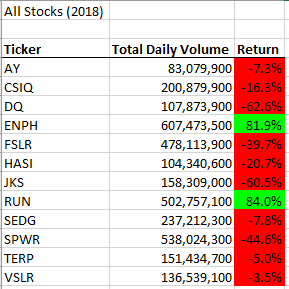 All Stocks (2018)
Ticker Total Daily Volume Return
AY 83,079,900 -7.3%
CSIQ 200,879,900 -16.3%
DQ 107,873,900 -62.6%
ENPH 607,473,500 81.9%
FSLR 478,113,900 -39.7%
HASI 104,340,600 -20.7%
JKS 158,309,000 -60.5%
RUN 502,757,100 84.0%
SEDG 237,212,300 -7.8%
SPWR 538,024,300 -44.6%
TERP 151,434,700 -5.0%
VSLR 136,539,100 -3.5%